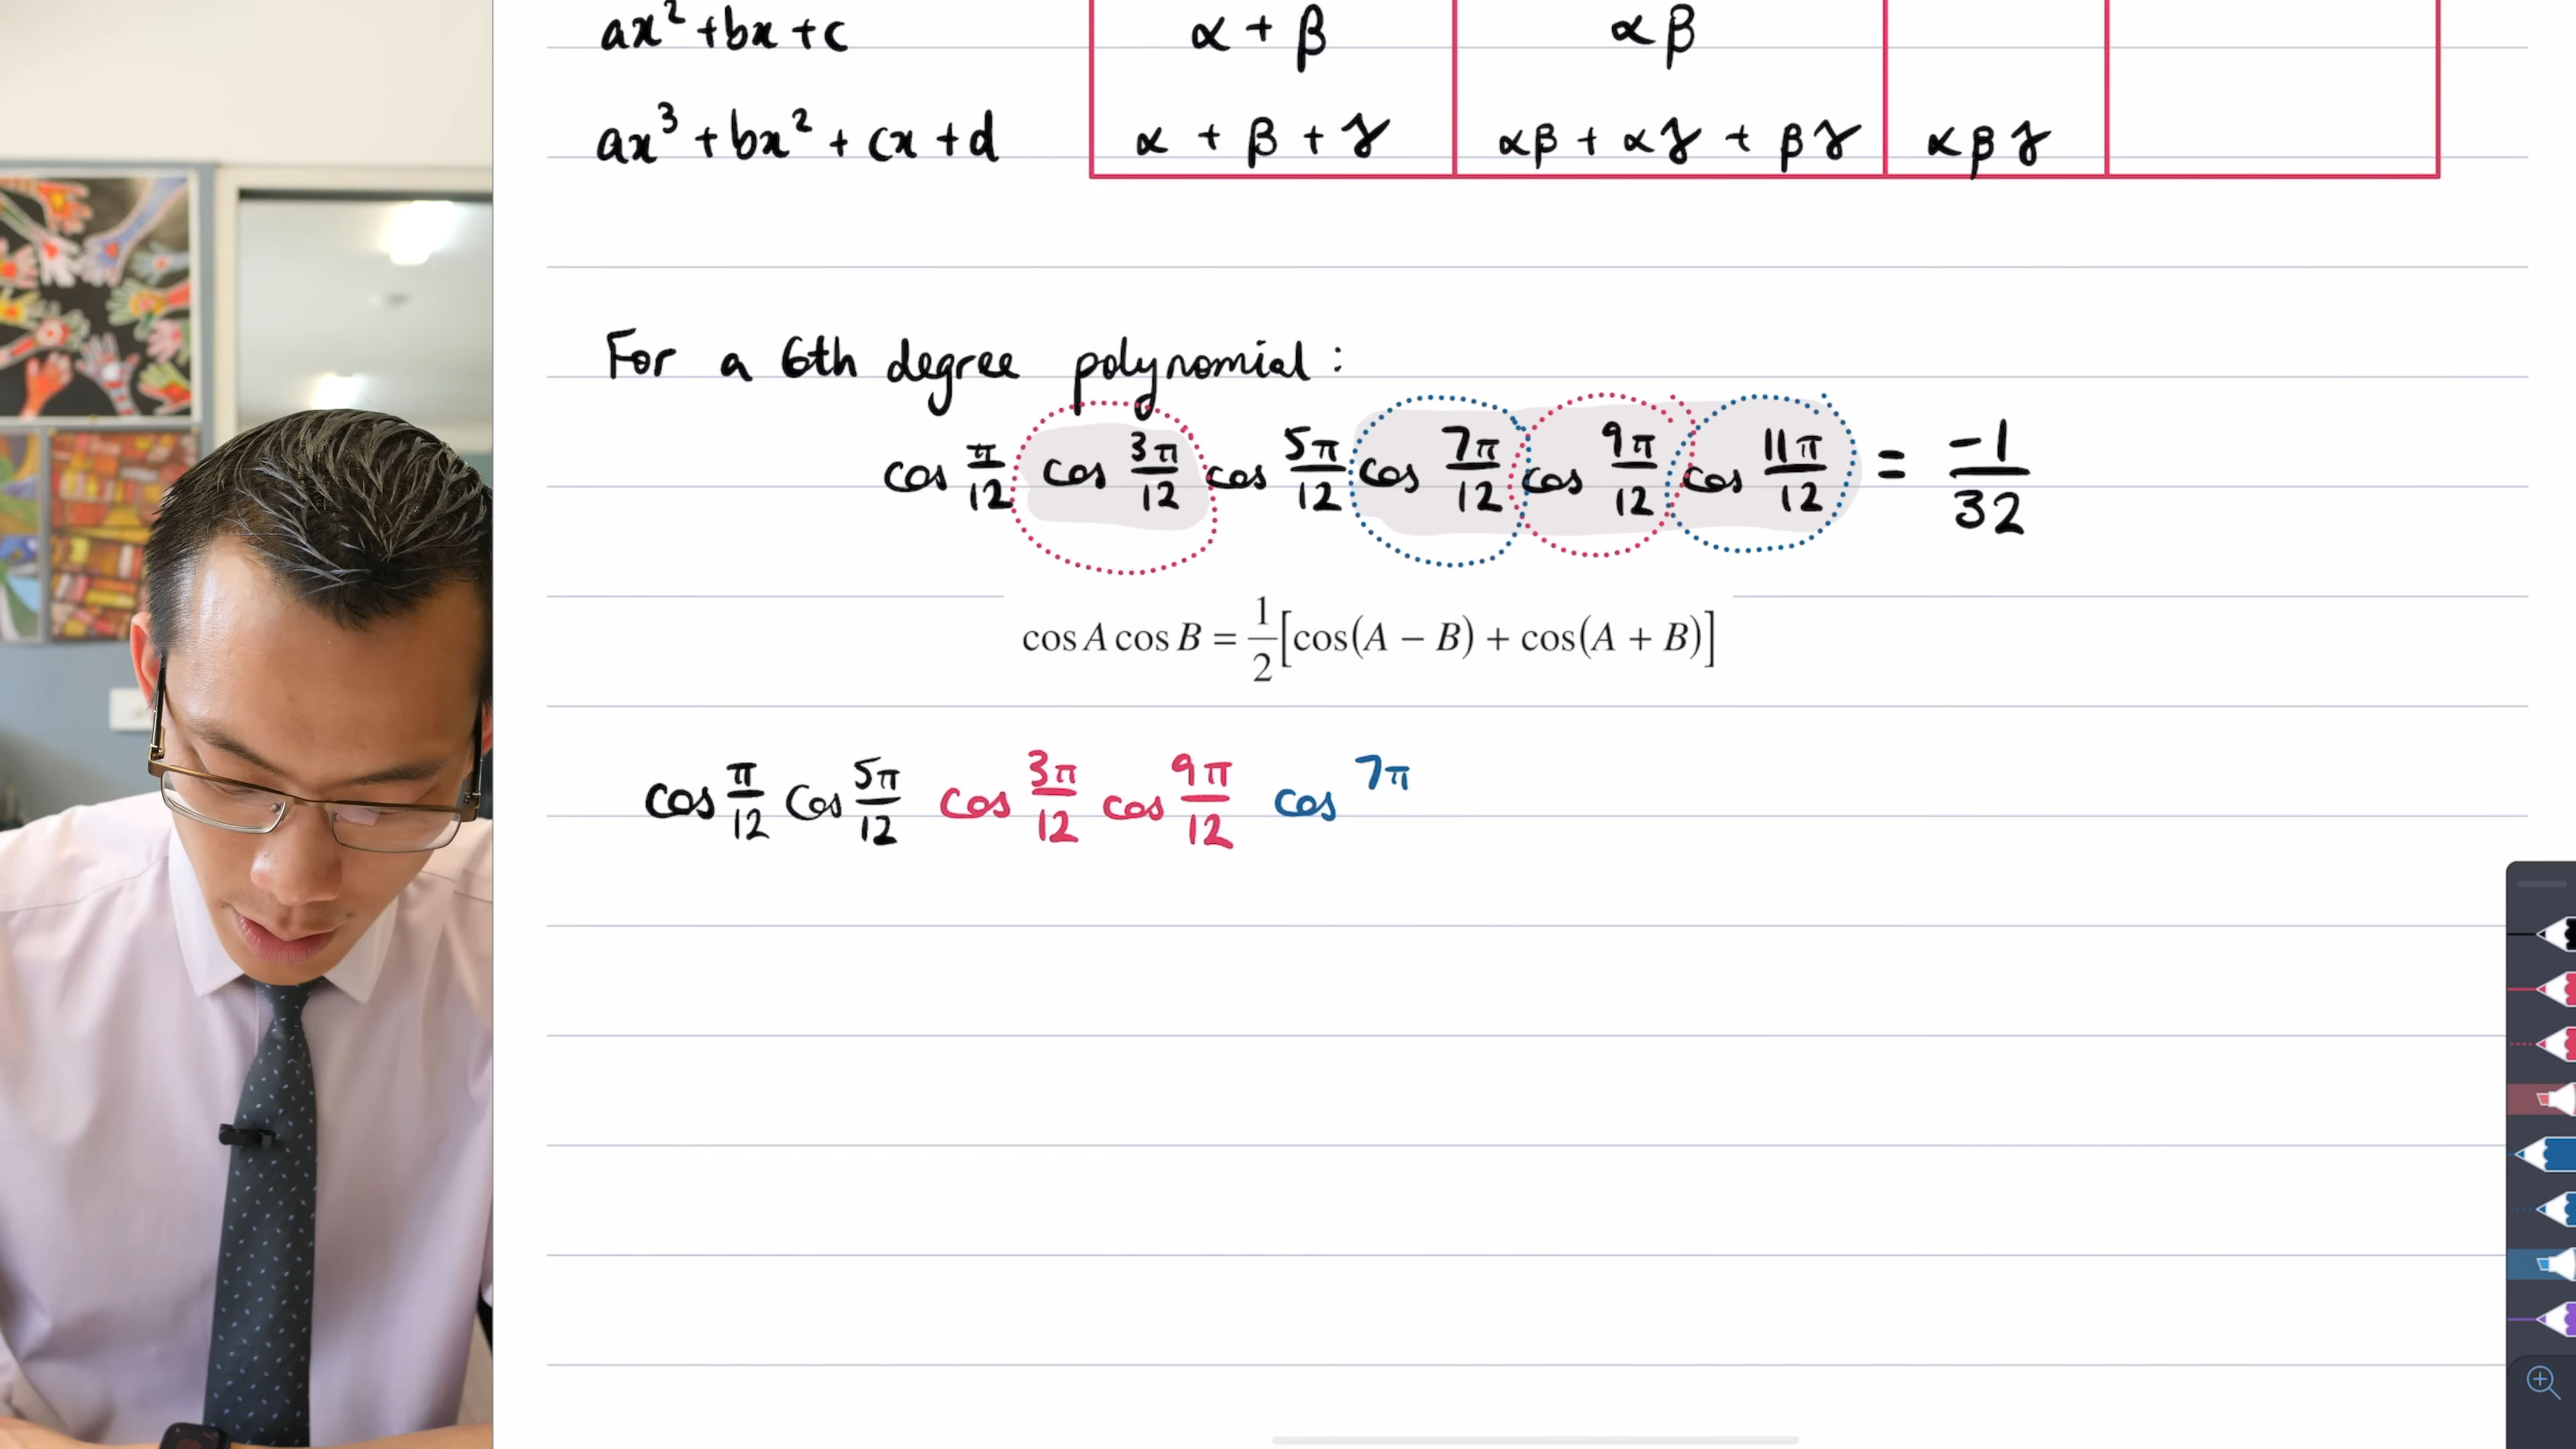 ax² + bx + c α + β αβ
ax³ + bx² + cx + d α + β + γ αβ + αγ + βγ αβγ
For a 6th degree polynomial :
cos π/12 cos 3π/12 cos 5π/12 cos 7π/12 cos 9π/12 cos 11π/12 = -1/32
cos A cos B = 1/2 [cos(A − B) + cos(A + B)]
cos π/12 cos 5π/12 cos 3π/12 cos 9π/12 cos 7π